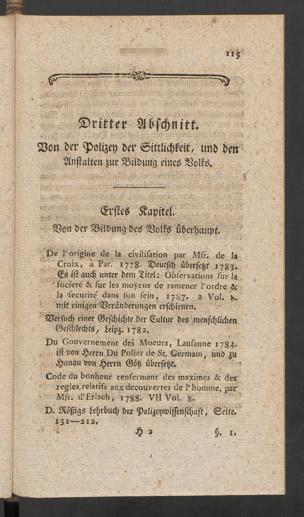 115
Dritter Abschnitt.
Von der Polizey der Sittlichkeit, und den
Anstalten zur Bildung eines Volks.
Erstes Kapitel.
Von der Bildung des Volks überhaupt.
De l'origine de la civilisation par Msr. de la
Croix, à Par. 1778. Deutsch übersetzt 1783.
Es ist auch unter dem Titel: Observations sur la
société & sur les moyens de ramener l'ordre &
la securité dans son sein, 1787. 2 Vol. 8.
mit einigen Veränderungen erschienen.
Versuch einer Geschichte der Cultur des menschlichen
Geschlechts, Leipz. 1782.
Du Gouvernement des Moeurs, Lausanne 1784.
ist von Herrn Du Polier de St. Germain, und zu
Hanau von Herrn Götz übersetzt.
Code du bonheur renfermant des maximes & des
regles relatifs aux decouvertes de l'homme, par
Msr. d'Erlach, 1788. VII Vol. 8.
D. Rößigs Lehrbuch der Polizeywissenschaft, Seite.
131—212.
H 2 §. 1.